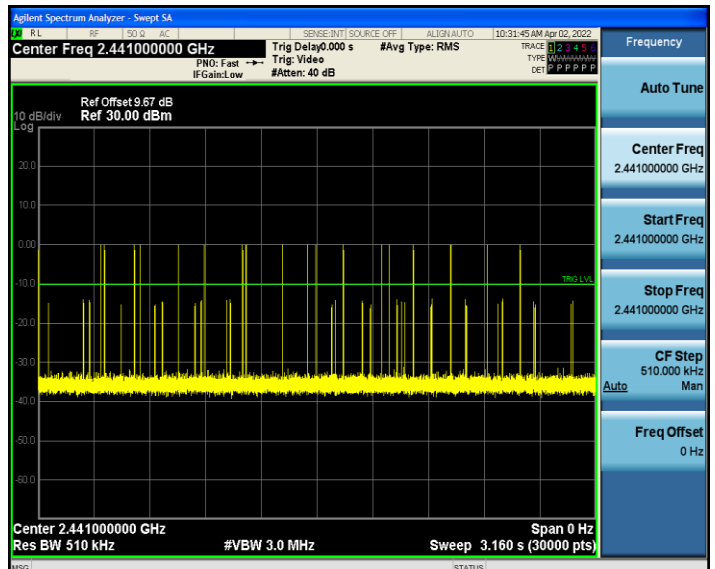 Agilent Spectrum Analyzer - Swept SA
RL RF 50 Ω AC SENSE:INT SOURCE OFF ALIGN AUTO 10:31:45 AM Apr 02, 2022
Center Freq 2.441000000 GHz
PNO: Fast
IFGain:Low
Trig Delay0.000 s
Trig: Video
#Atten: 40 dB
#Avg Type: RMS
TRACE 1 2 3 4 5 6
TYPE
DET P P P P P P
Ref Offset 9.67 dB
10 dB/div Ref 30.00 dBm
Log
20.0
10.0
0.00
-10.0
-20.0
-30.0
-40.0
-50.0
-60.0
TRIG LVL
Center 2.441000000 GHz Span 0 Hz
Res BW 510 kHz #VBW 3.0 MHz Sweep 3.160 s (30000 pts)
MSG STATUS
Frequency
Auto Tune
Center Freq
2.441000000 GHz
Start Freq
2.441000000 GHz
Stop Freq
2.441000000 GHz
CF Step
510.000 kHz
Auto Man
Freq Offset
0 Hz